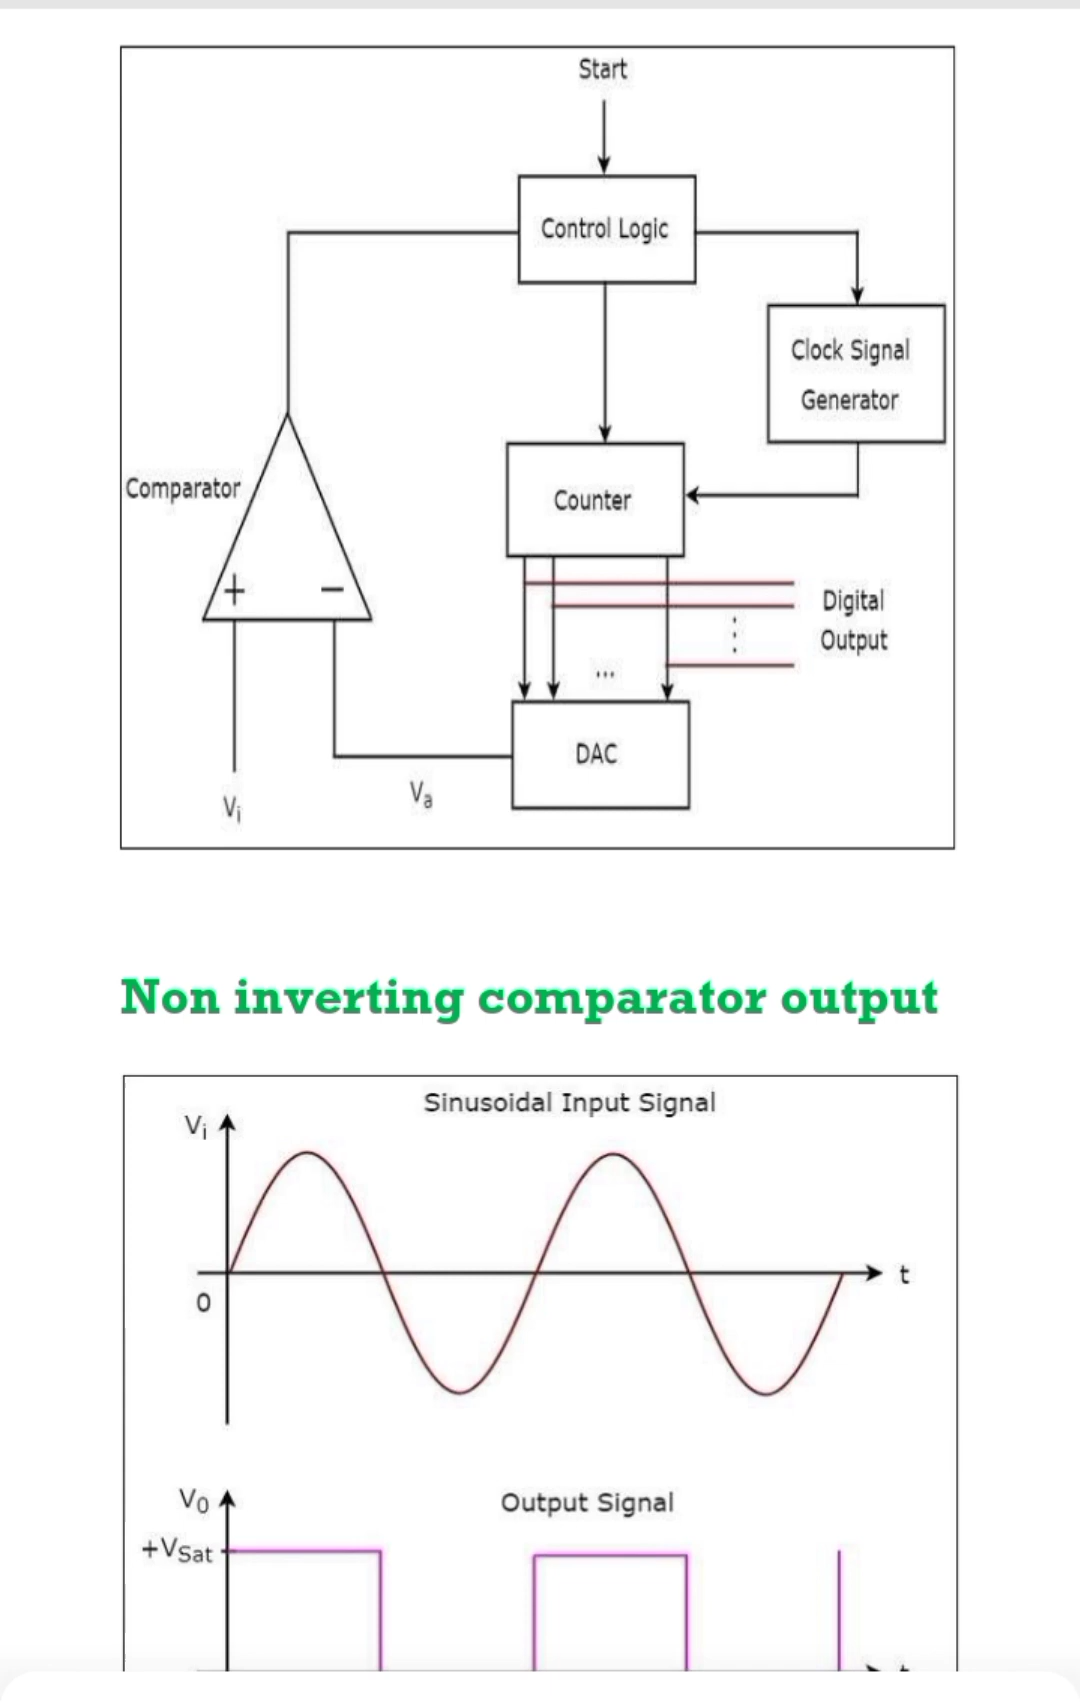 Start
Control Logic
Clock Signal
Generator
Comparator
Counter
+
−
Digital
Output
...
DAC
Va
Vi
Non inverting comparator output
Sinusoidal Input Signal
Vi
t
0
V0
Output Signal
+VSat